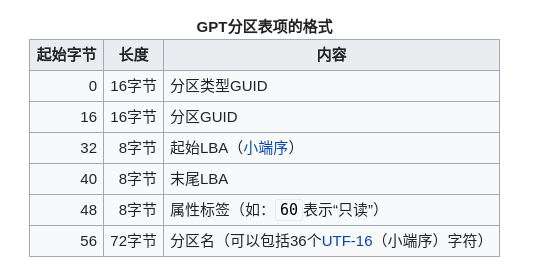 GPT分区表项的格式
起始字节 长度 内容
0 16字节 分区类型GUID
16 16字节 分区GUID
32 8字节 起始LBA（小端序）
40 8字节 末尾LBA
48 8字节 属性标签（如：60表示“只读”）
56 72字节 分区名（可以包括36个UTF-16（小端序）字符）